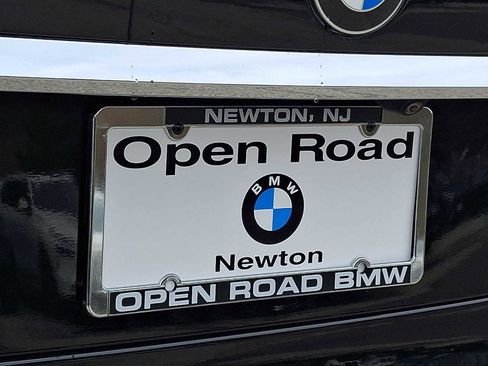 NEWTON, NJ
Open Road
BMW
Newton
OPEN ROAD BMW